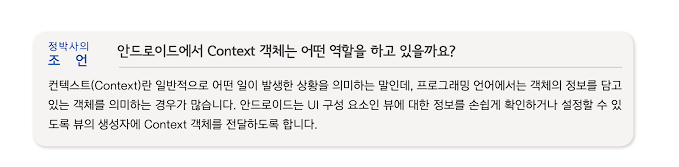 정박사의
조 언
안드로이드에서 Context 객체는 어떤 역할을 하고 있을까요?
컨텍스트(Context)란 일반적으로 어떤 일이 발생한 상황을 의미하는 말인데, 프로그래밍 언어에서는 객체의 정보를 담고
있는 객체를 의미하는 경우가 많습니다. 안드로이드는 UI 구성 요소인 뷰에 대한 정보를 손쉽게 확인하거나 설정할 수 있
도록 뷰의 생성자에 Context 객체를 전달하도록 합니다.